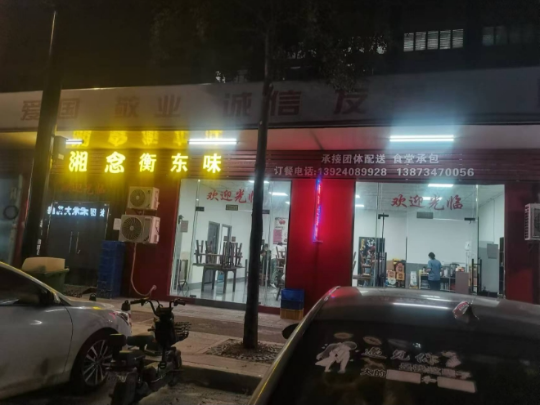 爱国 敬业 诚信 友
湘念衡东味
承接团体配送 食堂承包
订餐电话:13924089928 13873470056
欢迎光临
欢迎光临